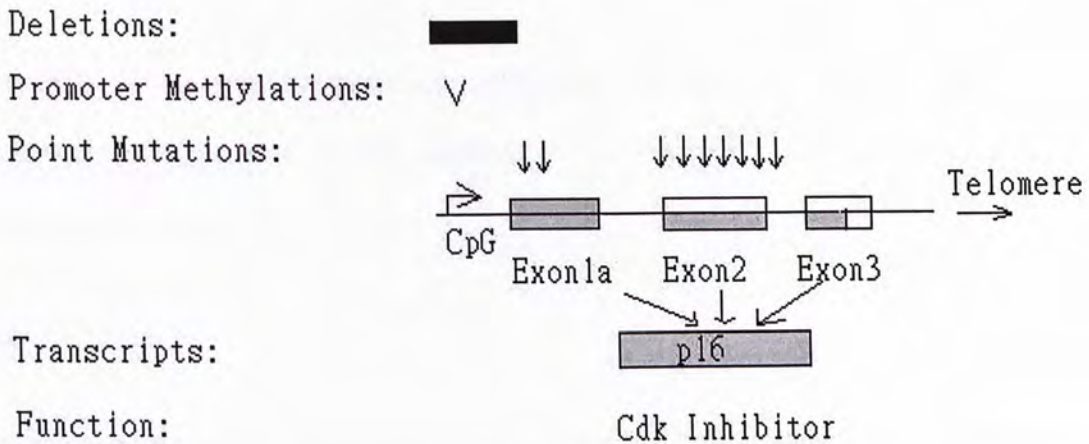 Deletions:
Promoter Methylations:
Point Mutations:
Telomere
CpG
Exon1a Exon2 Exon3
Transcripts: p16
Function: Cdk Inhibitor